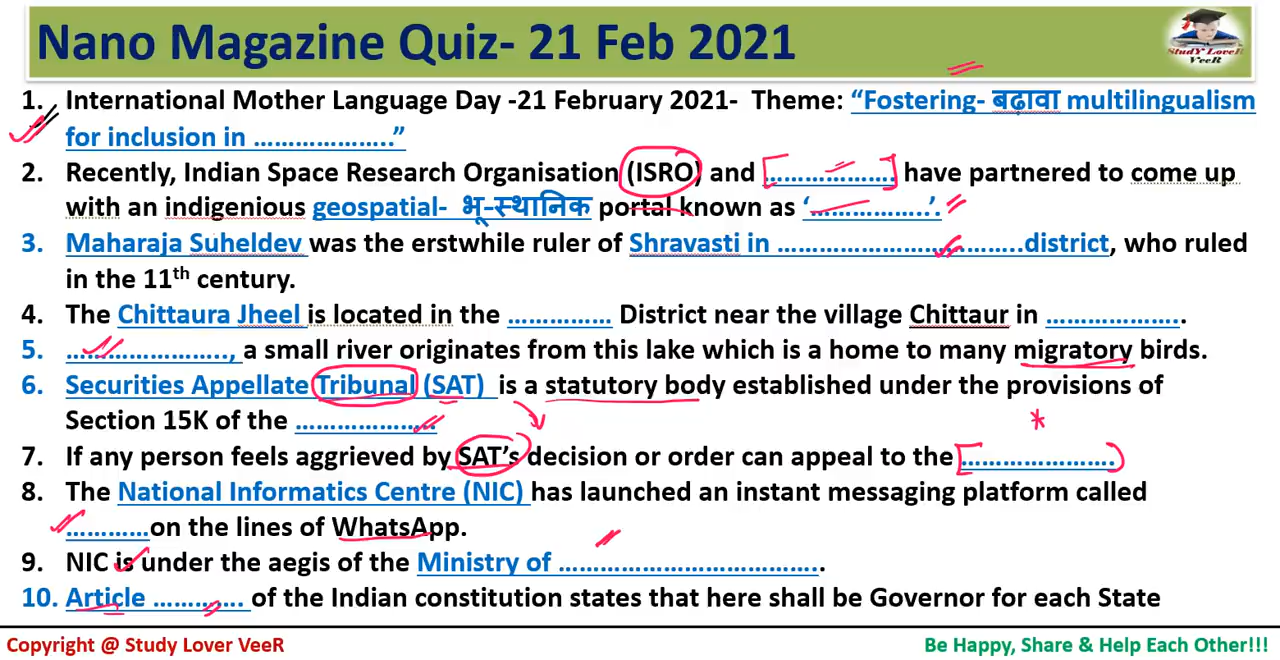 Nano Magazine Quiz- 21 Feb 2021
StudY LoveR
VeeR
1. International Mother Language Day -21 February 2021- Theme: “Fostering- बढ़ावा multilingualism
for inclusion in ………………..”
2. Recently, Indian Space Research Organisation (ISRO) and ………………. have partnered to come up
with an indigenious geospatial- भू-स्थानिक portal known as ‘……………..’.
3. Maharaja Suheldev was the erstwhile ruler of Shravasti in ………………………………..district, who ruled
in the 11th century.
4. The Chittaura Jheel is located in the …………… District near the village Chittaur in ……………….
5. ………………….., a small river originates from this lake which is a home to many migratory birds.
6. Securities Appellate Tribunal (SAT) is a statutory body established under the provisions of
Section 15K of the …………………
7. If any person feels aggrieved by SAT’s decision or order can appeal to the ………………….
8. The National Informatics Centre (NIC) has launched an instant messaging platform called
…………on the lines of WhatsApp.
9. NIC is under the aegis of the Ministry of ………………………………..
10. Article …………. of the Indian constitution states that here shall be Governor for each State
Copyright @ Study Lover VeeR
Be Happy, Share & Help Each Other!!!